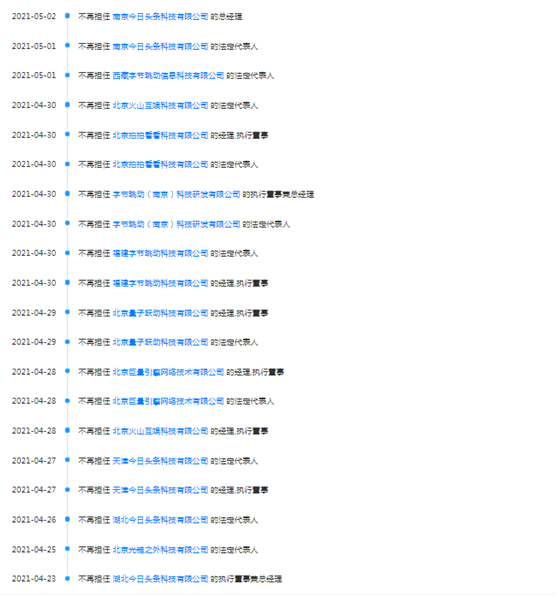 2021-05-02 不再担任 南京今日头条科技有限公司 的总经理
2021-05-01 不再担任 南京今日头条科技有限公司 的法定代表人
2021-05-01 不再担任 西藏字节跳动信息科技有限公司 的法定代表人
2021-04-30 不再担任 北京火山互娱科技有限公司 的法定代表人
2021-04-30 不再担任 北京拍拍看看科技有限公司 的经理,执行董事
2021-04-30 不再担任 北京拍拍看看科技有限公司 的法定代表人
2021-04-30 不再担任 字节跳动（南京）科技研发有限公司 的执行董事兼总经理
2021-04-30 不再担任 字节跳动（南京）科技研发有限公司 的法定代表人
2021-04-30 不再担任 福建字节跳动科技有限公司 的法定代表人
2021-04-30 不再担任 福建字节跳动科技有限公司 的经理,执行董事
2021-04-29 不再担任 北京量子跃动科技有限公司 的经理,执行董事
2021-04-29 不再担任 北京量子跃动科技有限公司 的法定代表人
2021-04-28 不再担任 北京巨量引擎网络技术有限公司 的经理,执行董事
2021-04-28 不再担任 北京巨量引擎网络技术有限公司 的法定代表人
2021-04-28 不再担任 北京火山互娱科技有限公司 的经理,执行董事
2021-04-27 不再担任 天津今日头条科技有限公司 的法定代表人
2021-04-27 不再担任 天津今日头条科技有限公司 的经理,执行董事
2021-04-26 不再担任 湖北今日头条科技有限公司 的法定代表人
2021-04-25 不再担任 北京光锥之外科技有限公司 的法定代表人
2021-04-23 不再担任 湖北今日头条科技有限公司 的执行董事兼总经理